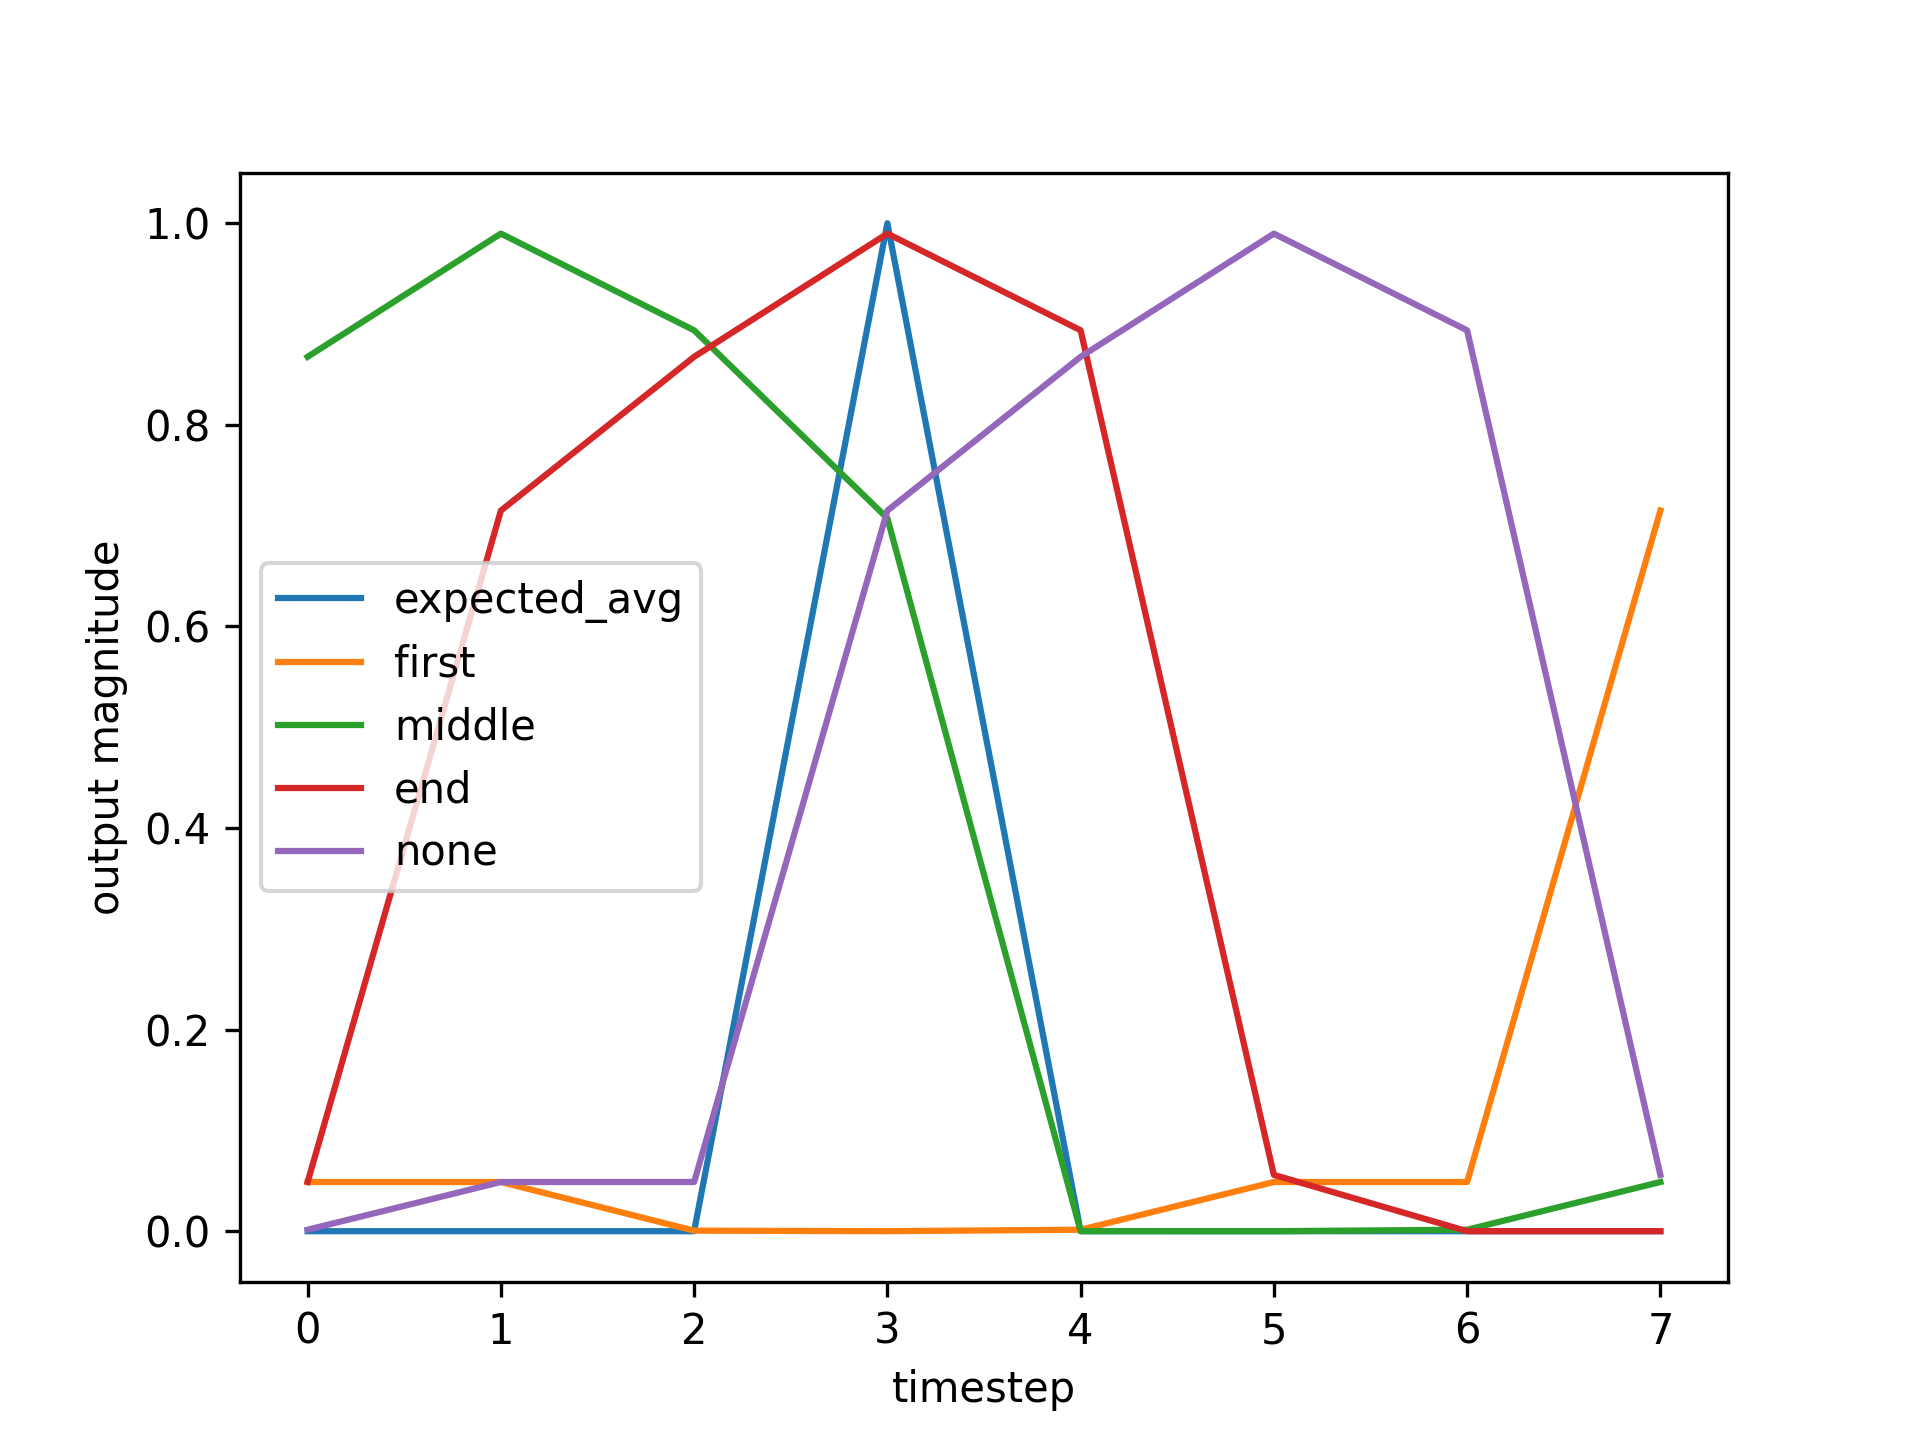 1.0
0.8
0.6
0.4
0.2
0.0
output magnitude
expected_avg
first
middle
end
none
0 1 2 3 4 5 6 7
timestep